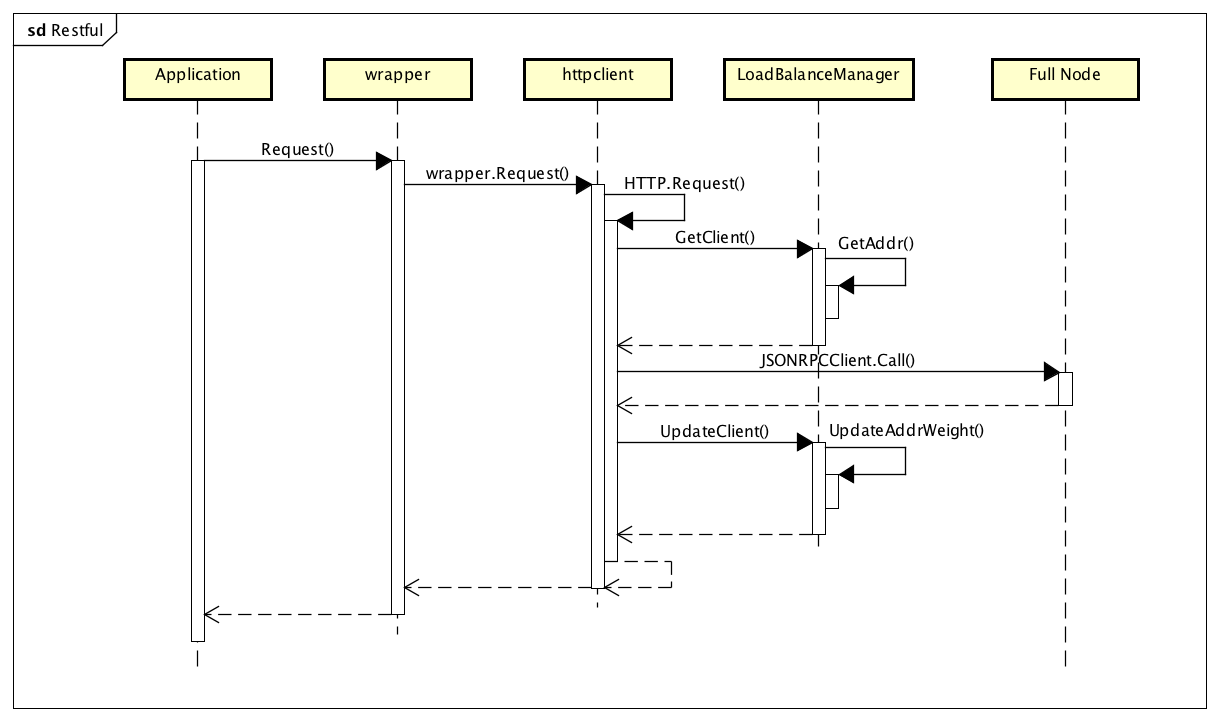 sd Restful
Application
wrapper
httpclient
LoadBalanceManager
Full Node
Request()
wrapper.Request()
HTTP.Request()
GetClient()
GetAddr()
JSONRPCClient.Call()
UpdateClient()
UpdateAddrWeight()